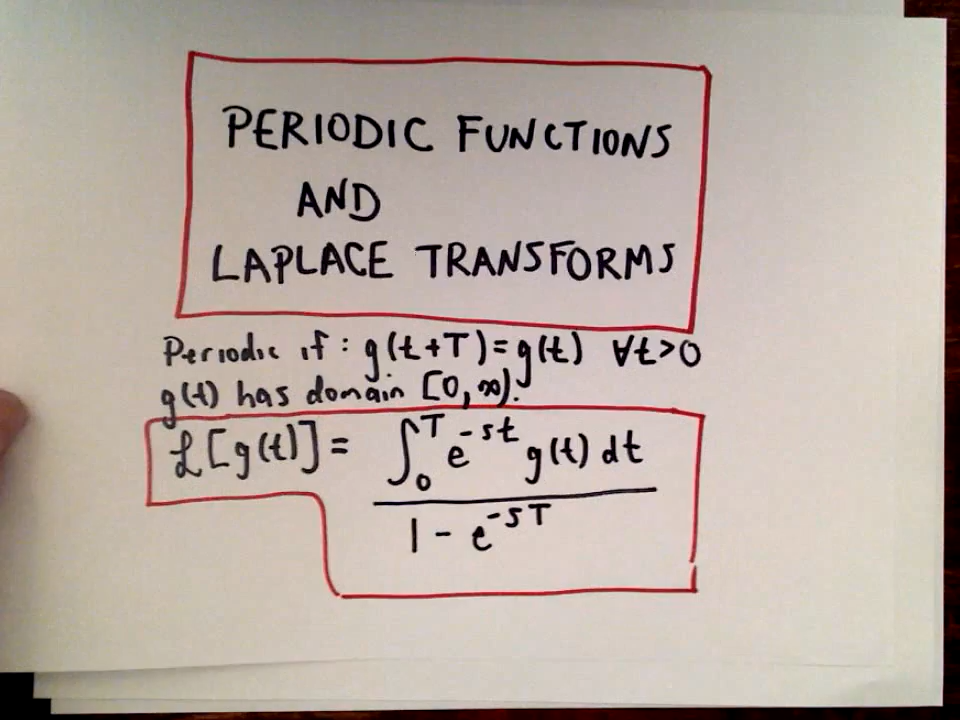 PERIODIC FUNCTIONS
AND
LAPLACE TRANSFORMS
Periodic if : g(t+T)=g(t) ∀t>0
g(t) has domain [0,∞).
ℒ[g(t)] = ∫₀ᵀ e^{-st} g(t) dt
1 - e^{-sT}